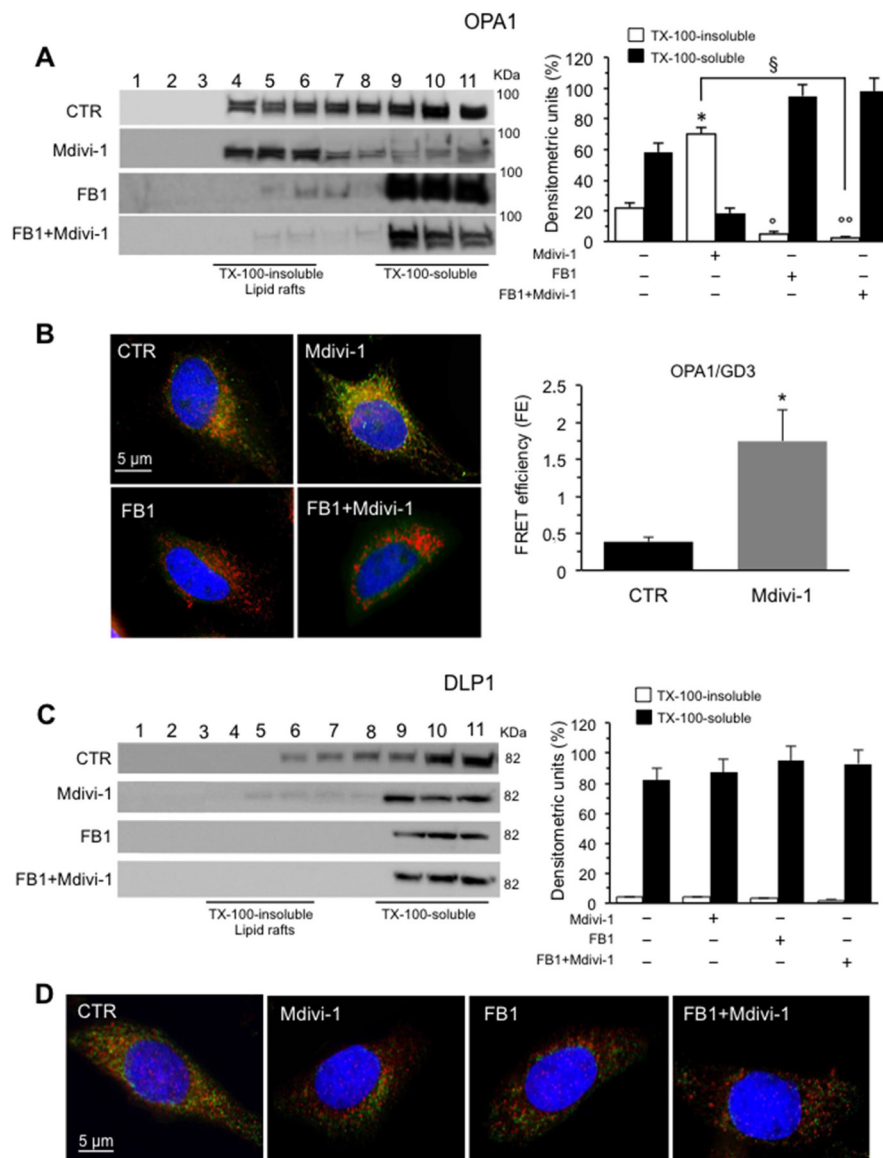 OPA1
A
1 2 3 4 5 6 7 8 9 10 11 KDa
CTR 100
Mdivi-1 100
FB1 100
FB1+Mdivi-1 100
TX-100-insoluble TX-100-soluble
Lipid rafts
TX-100-insoluble
TX-100-soluble
Densitometric units (%)
120
100
80
60
40
20
0
* § ° °°
Mdivi-1 – + – –
FB1 – – + –
FB1+Mdivi-1 – – – +
B
CTR Mdivi-1
5 µm
FB1 FB1+Mdivi-1
OPA1/GD3
FRET efficiency (FE)
2.5
2
1.5
1
0.5
0
*
CTR Mdivi-1
DLP1
C
1 2 3 4 5 6 7 8 9 10 11 KDa
CTR 82
Mdivi-1 82
FB1 82
FB1+Mdivi-1 82
TX-100-insoluble TX-100-soluble
Lipid rafts
TX-100-insoluble
TX-100-soluble
Densitometric units (%)
120
100
80
60
40
20
0
Mdivi-1 – + – –
FB1 – – + –
FB1+Mdivi-1 – – – +
D
CTR Mdivi-1 FB1 FB1+Mdivi-1
5 µm